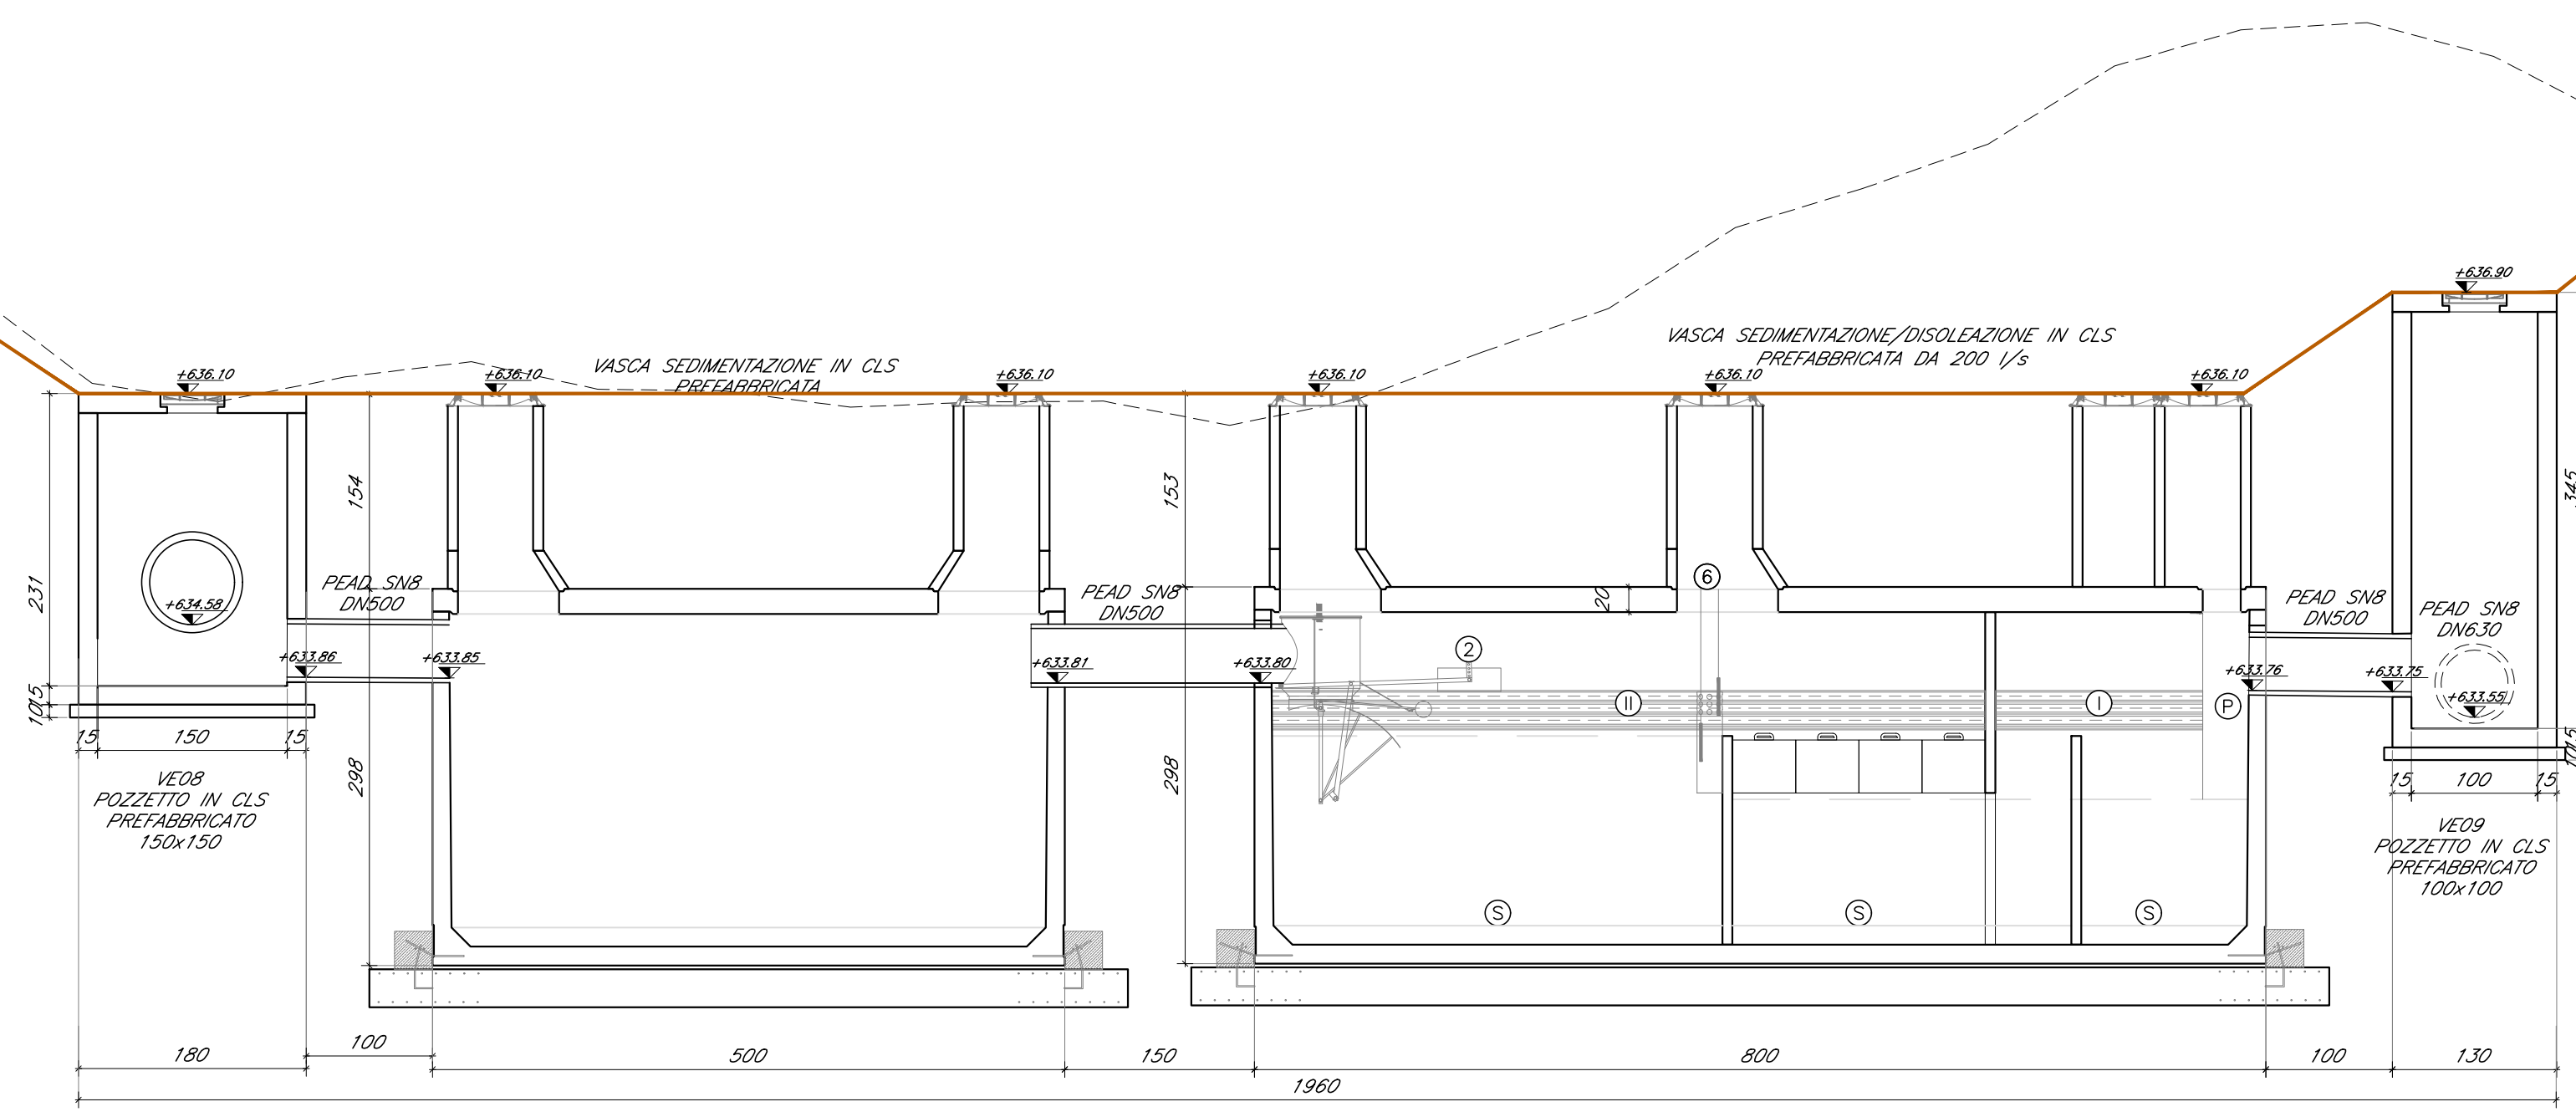 +636.90
VASCA SEDIMENTAZIONE/DISOLEAZIONE IN CLS
PREFABBRICATA DA 200 l/s
VASCA SEDIMENTAZIONE IN CLS
PREFABBRICATA
+636.10
+636.10
+636.10
+636.10
+636.10
+636.10
154
153
345
231
PEAD SN8
DN500
PEAD SN8
DN500
6
20
PEAD SN8
DN500
PEAD SN8
DN630
+634.58
2
+633.86
+633.85
+633.81
+633.80
+633.76
+633.75
+633.55
II
I
P
1015
15
150
15
298
298
1015
15
100
15
VE08
POZZETTO IN CLS
PREFABBRICATO
150x150
VE09
POZZETTO IN CLS
PREFABBRICATO
100x100
S
S
S
180
100
500
150
800
100
130
1960